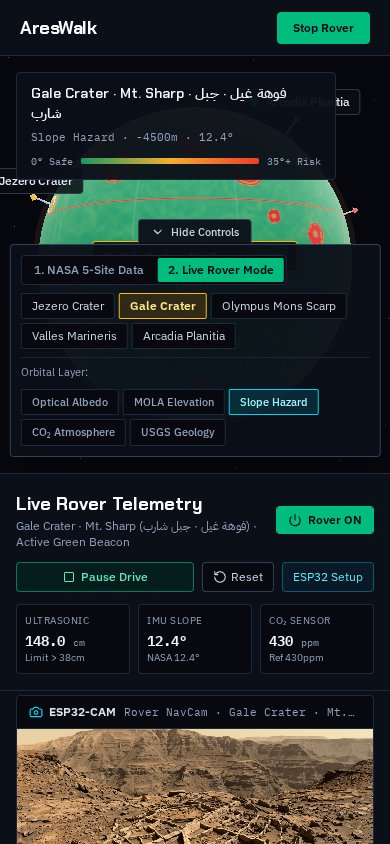 AresWalk
Stop Rover
Gale Crater · Mt. Sharp · فوهة غيل · جبل
شارب
Arcadia Planitia
Slope Hazard · -4500m · 12.4°
0° Safe
35°+ Risk
Jezero Crater
Hide Controls
1. NASA 5-Site Data
2. Live Rover Mode
Jezero Crater
Gale Crater
Olympus Mons Scarp
Valles Marineris
Arcadia Planitia
Orbital Layer:
Optical Albedo
MOLA Elevation
Slope Hazard
CO₂ Atmosphere
USGS Geology
Live Rover Telemetry
Gale Crater · Mt. Sharp (فوهة غيل · جبل شارب) ·
Active Green Beacon
Rover ON
Pause Drive
Reset
ESP32 Setup
ULTRASONIC
148.0 cm
Limit > 38cm
IMU SLOPE
12.4°
NASA 12.4°
CO₂ SENSOR
430 ppm
Ref 430ppm
ESP32-CAM Rover NavCam · Gale Crater · Mt.…